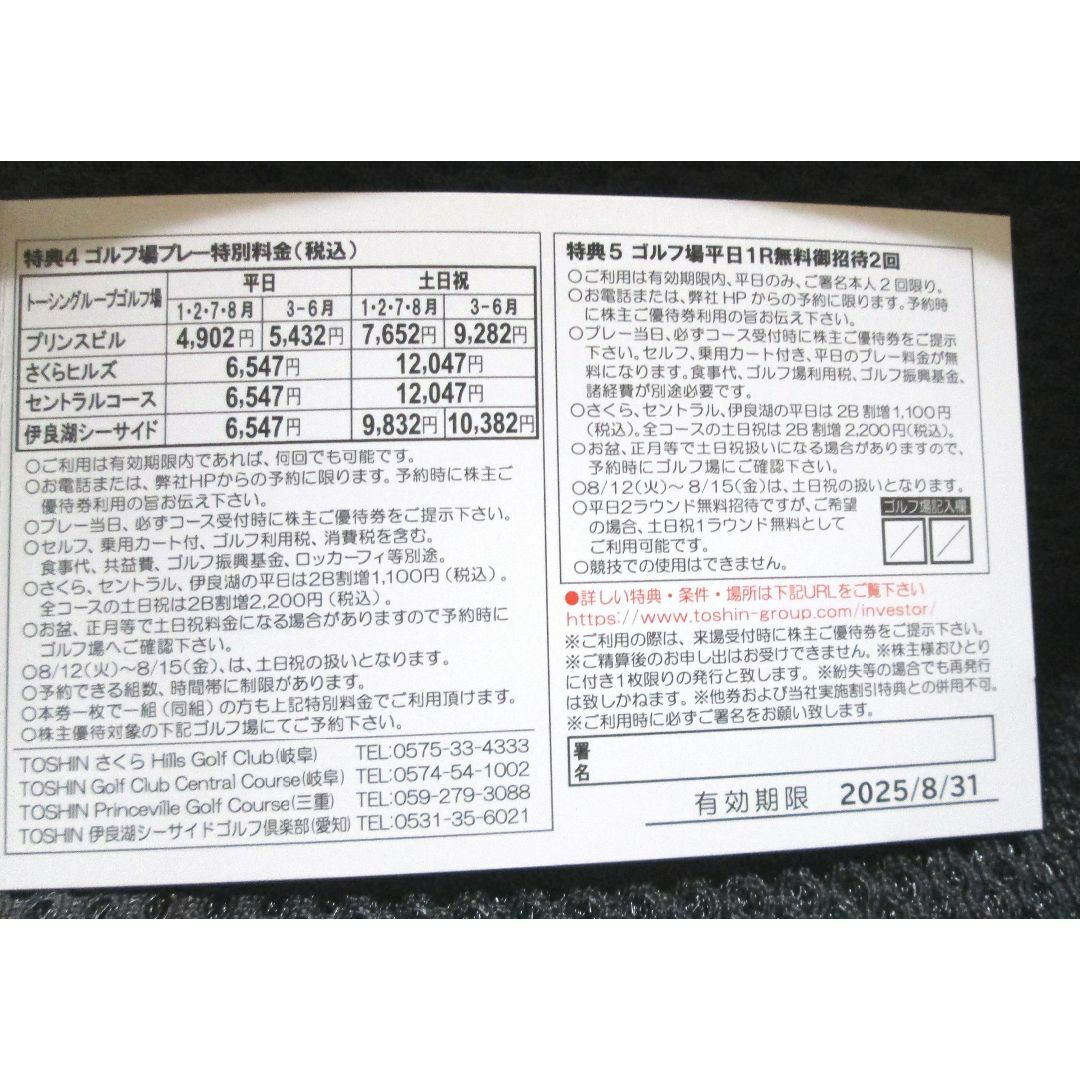 特典4 ゴルフ場プレー特別料金(税込)
トーシングループゴルフ場 平日 土日祝
1・2・7・8月 3-6月 1・2・7・8月 3-6月
プリンスビル 4,902円 5,432円 7,652円 9,282円
さくらヒルズ 6,547円 12,047円
セントラルコース 6,547円 12,047円
伊良湖シーサイド 6,547円 9,832円 10,382円
○ご利用は有効期限内であれば、何回でも可能です。
○お電話または、弊社HPからの予約に限ります。予約時に株主ご
優待券利用の旨お伝え下さい。
○プレー当日、必ずコース受付時に株主ご優待券をご提示下さい。
○セルフ、乗用カート付、ゴルフ利用税、消費税を含む。
食事代、共益費、ゴルフ振興基金、ロッカーフィ等別途。
○さくら、セントラル、伊良湖の平日は2B割増1,100円(税込)。
全コースの土日祝は2B割増2,200円(税込)。
○お盆、正月等で土日祝料金になる場合がありますので予約時に
ゴルフ場へご確認下さい。
○8/12(火)〜8/15(金)、は、土日祝の扱いとなります。
○予約できる組数、時間帯に制限があります。
○本券一枚で一組(同組)の方も上記特別料金でご利用頂けます。
○株主優待対象の下記ゴルフ場にてご予約下さい。
TOSHIN さくら Hills Golf Club(岐阜) TEL:0575-33-4333
TOSHIN Golf Club Central Course(岐阜) TEL:0574-54-1002
TOSHIN Princeville Golf Course(三重) TEL:059-279-3088
TOSHIN 伊良湖シーサイドゴルフ倶楽部(愛知) TEL:0531-35-6021
特典5 ゴルフ場平日1R無料御招待2回
○ご利用は有効期限内、平日のみ、ご署名本人2回限り。
○お電話または、弊社HPからの予約に限ります。予約時
に株主ご優待券利用の旨お伝え下さい。
○プレー当日、必ずコース受付時に株主ご優待券をご提示
下さい。セルフ、乗用カート付き、平日のプレー料金が無
料になります。食事代、ゴルフ場利用税、ゴルフ振興基金、
諸経費が別途必要です。
○さくら、セントラル、伊良湖の平日は2B割増1,100円
(税込)。全コースの土日祝は2B割増2,200円(税込)。
○お盆、正月等で土日祝扱いになる場合がありますので、
予約時にゴルフ場にご確認下さい。
○8/12(火)〜8/15(金)は、土日祝の扱いとなります。
○平日2ラウンド無料招待ですが、ご希望
の場合、土日祝1ラウンド無料として
ご利用可能です。
○競技での使用はできません。
ゴルフ場記入欄
●詳しい特典・条件・場所は下記URLをご覧下さい
https://www.toshin-group.com/investor/
※ご利用の際は、来場受付時に株主ご優待券をご提示下さい。
※ご精算後のお申し出はお受けできません。※株主様おひとり
に付き1枚限りの発行と致します。※紛失等の場合でも再発行
は致しかねます。※他券および当社実施割引特典との併用不可。
※ご利用時に必ずご署名をお願い致します。
署名
有効期限 2025/8/31